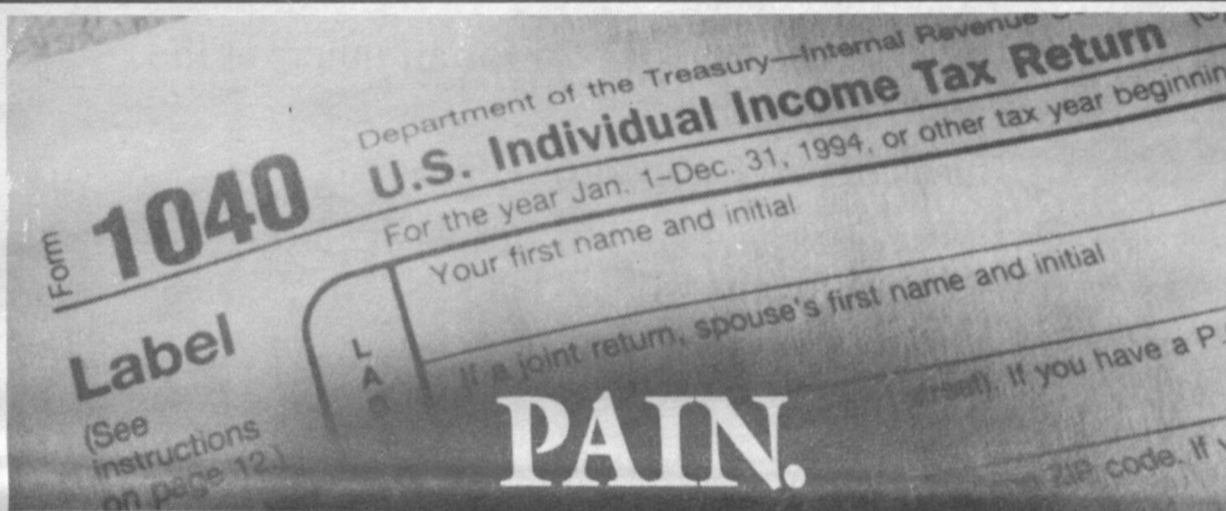 Department of the Treasury—Internal Revenue
Form 1040 U.S. Individual Income Tax Return
For the year Jan. 1–Dec. 31, 1994, or other tax year beginning
Label
(See
instructions
on page 12.)
L
A
Your first name and initial
If a joint return, spouse's first name and initial
If you have a P.
ZIP code. If
PAIN.